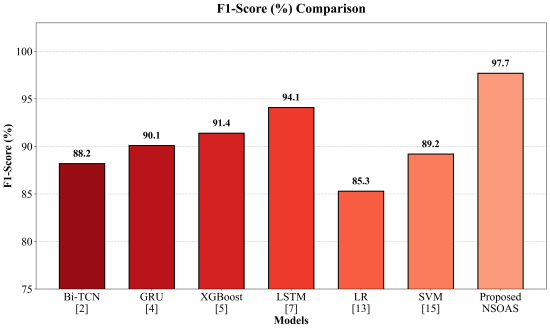 F1-Score (%) Comparison
F1-Score (%)
100
95
90
85
80
75
88.2
90.1
91.4
94.1
85.3
89.2
97.7
Bi-TCN GRU XGBoost LSTM LR SVM Proposed
[2] [4] [5] [7] [13] [15] NSOAS
Models